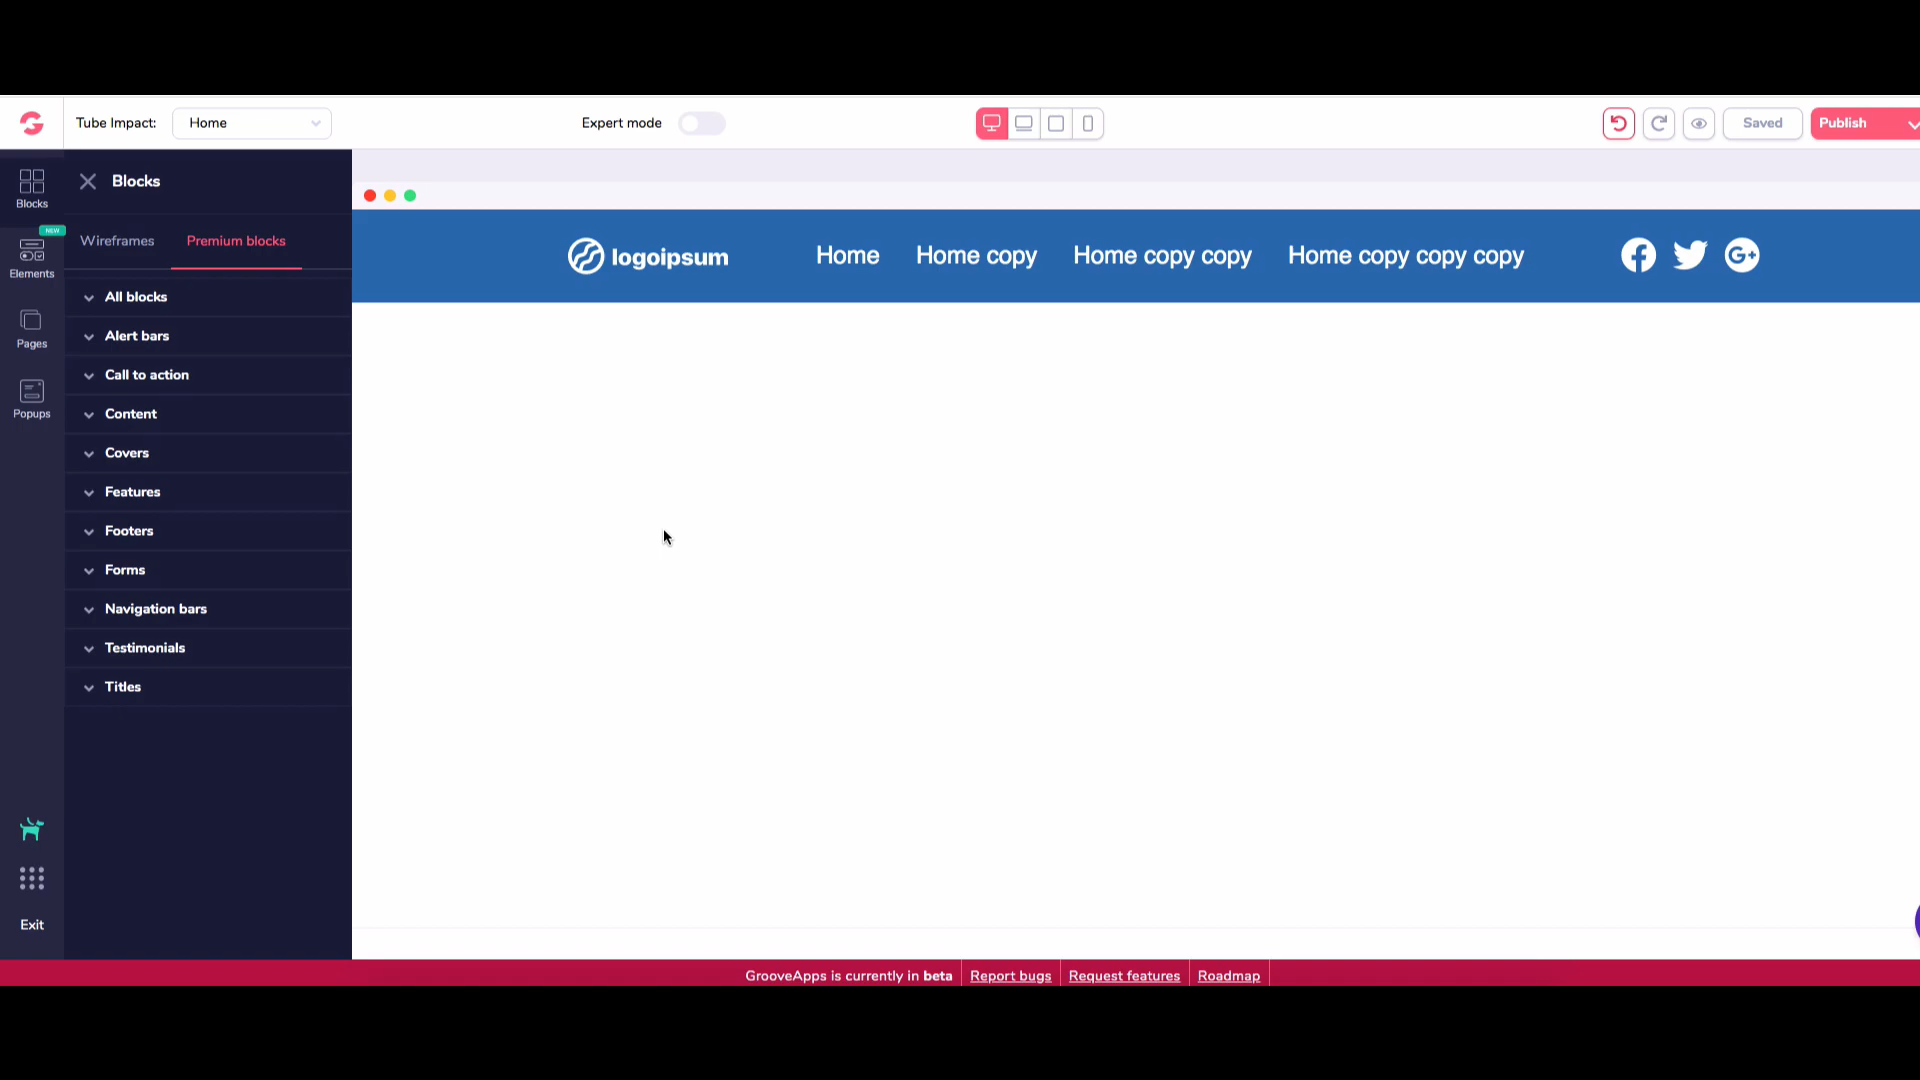 Tube Impact: Home Expert mode Saved Publish
Blocks
Blocks
NEW
Elements
Pages
Popups
Exit
Wireframes Premium blocks
All blocks
Alert bars
Call to action
Content
Covers
Features
Footers
Forms
Navigation bars
Testimonials
Titles
logoipsum Home Home copy Home copy copy Home copy copy copy G+
GrooveApps is currently in beta Report bugs Request features Roadmap